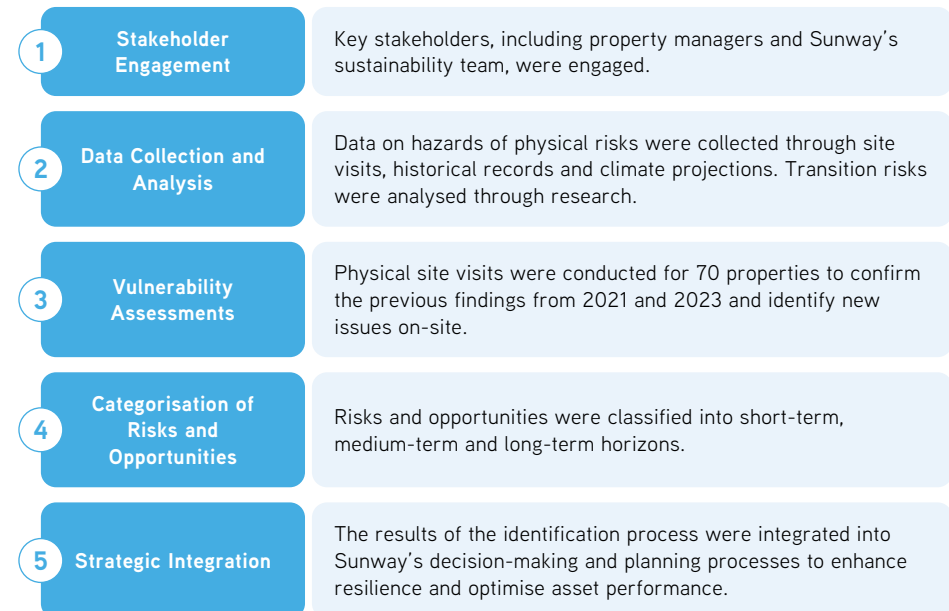 1
Stakeholder
Engagement
Key stakeholders, including property managers and Sunway's
sustainability team, were engaged.
2
Data Collection and
Analysis
Data on hazards of physical risks were collected through site
visits, historical records and climate projections. Transition risks
were analysed through research.
3
Vulnerability
Assessments
Physical site visits were conducted for 70 properties to confirm
the previous findings from 2021 and 2023 and identify new
issues on-site.
4
Categorisation of
Risks and
Opportunities
Risks and opportunities were classified into short-term,
medium-term and long-term horizons.
5
Strategic Integration
The results of the identification process were integrated into
Sunway's decision-making and planning processes to enhance
resilience and optimise asset performance.